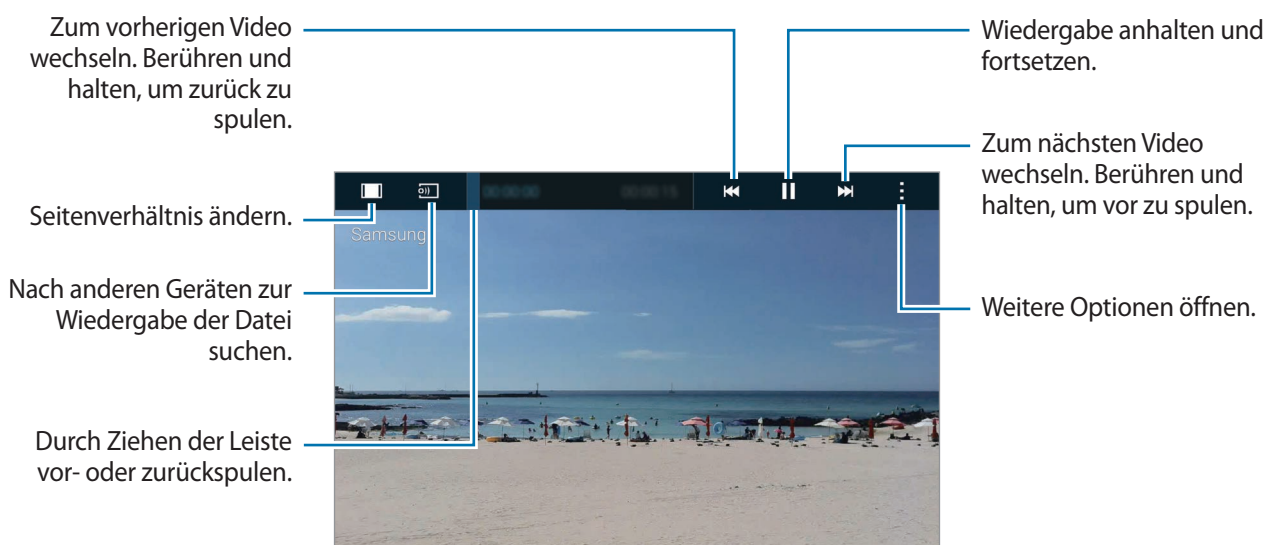 Zum vorherigen Video
wechseln. Berühren und
halten, um zurück zu
spulen.
Wiedergabe anhalten und
fortsetzen.
Zum nächsten Video
wechseln. Berühren und
halten, um vor zu spulen.
Seitenverhältnis ändern.
Samsung
Nach anderen Geräten zur
Wiedergabe der Datei
suchen.
Weitere Optionen öffnen.
Durch Ziehen der Leiste
vor- oder zurückspulen.